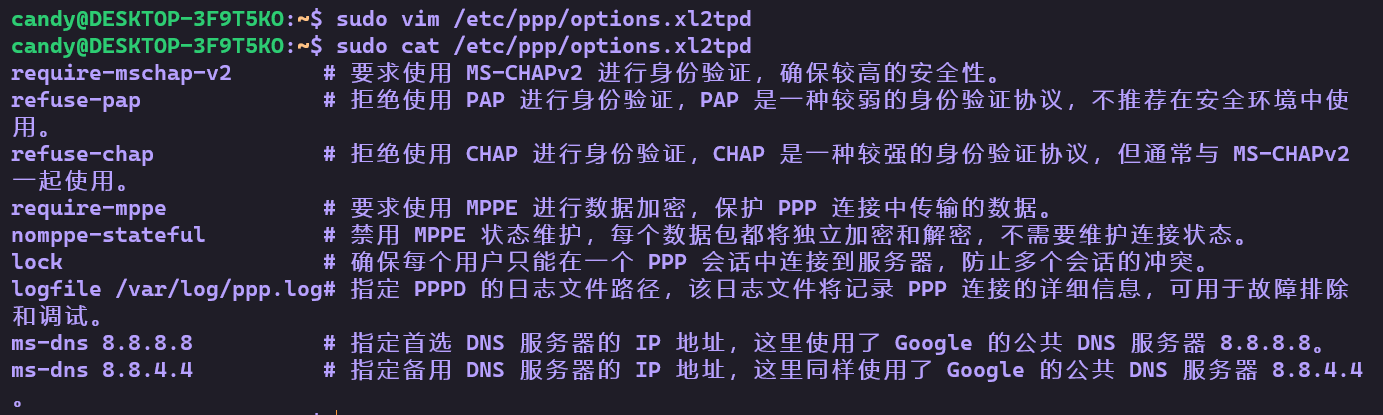 candy@DESKTOP-3F9T5KO:~$ sudo vim /etc/ppp/options.xl2tpd
candy@DESKTOP-3F9T5KO:~$ sudo cat /etc/ppp/options.xl2tpd
require-mschap-v2       # 要求使用 MS-CHAPv2 进行身份验证，确保较高的安全性。
refuse-pap              # 拒绝使用 PAP 进行身份验证，PAP 是一种较弱的身份验证协议，不推荐在安全环境中使
用。
refuse-chap             # 拒绝使用 CHAP 进行身份验证，CHAP 是一种较强的身份验证协议，但通常与 MS-CHAPv2
一起使用。
require-mppe            # 要求使用 MPPE 进行数据加密，保护 PPP 连接中传输的数据。
nomppe-stateful         # 禁用 MPPE 状态维护，每个数据包都将独立加密和解密，不需要维护连接状态。
lock                    # 确保每个用户只能在一个 PPP 会话中连接到服务器，防止多个会话的冲突。
logfile /var/log/ppp.log# 指定 PPPD 的日志文件路径，该日志文件将记录 PPP 连接的详细信息，可用于故障排除
和调试。
ms-dns 8.8.8.8          # 指定首选 DNS 服务器的 IP 地址，这里使用了 Google 的公共 DNS 服务器 8.8.8.8。
ms-dns 8.8.4.4          # 指定备用 DNS 服务器的 IP 地址，这里同样使用了 Google 的公共 DNS 服务器 8.8.4.4
。